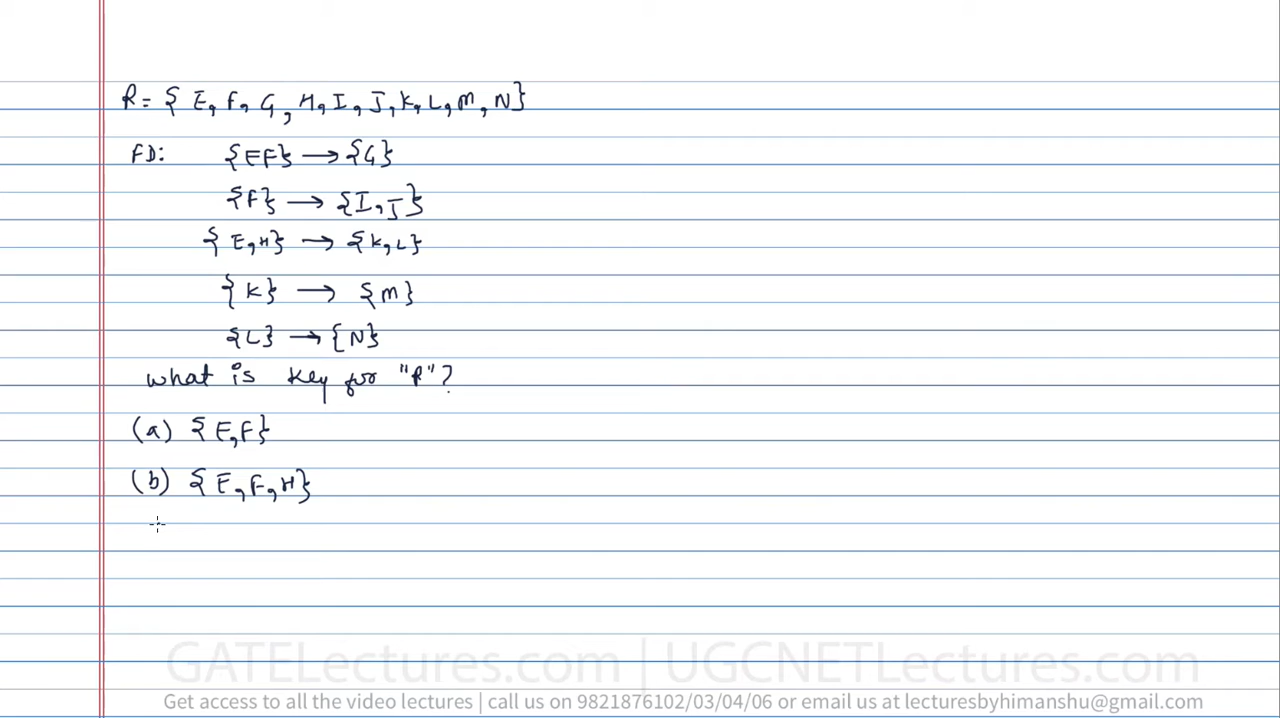 R = { E, F, G, H, I, J, K, L, M, N}
FD: {EF} → {G}
{F} → {I, J}
{E, H} → {K, L}
{K} → {M}
{L} → {N}
What is key for "R"?
(a) {E, F}
(b) {E, F, H}
GATELectures.com | UGCNETLectures.com
Get access to all the video lectures | call us on 9821876102/03/04/06 or email us at lecturesbyhimanshu@gmail.com